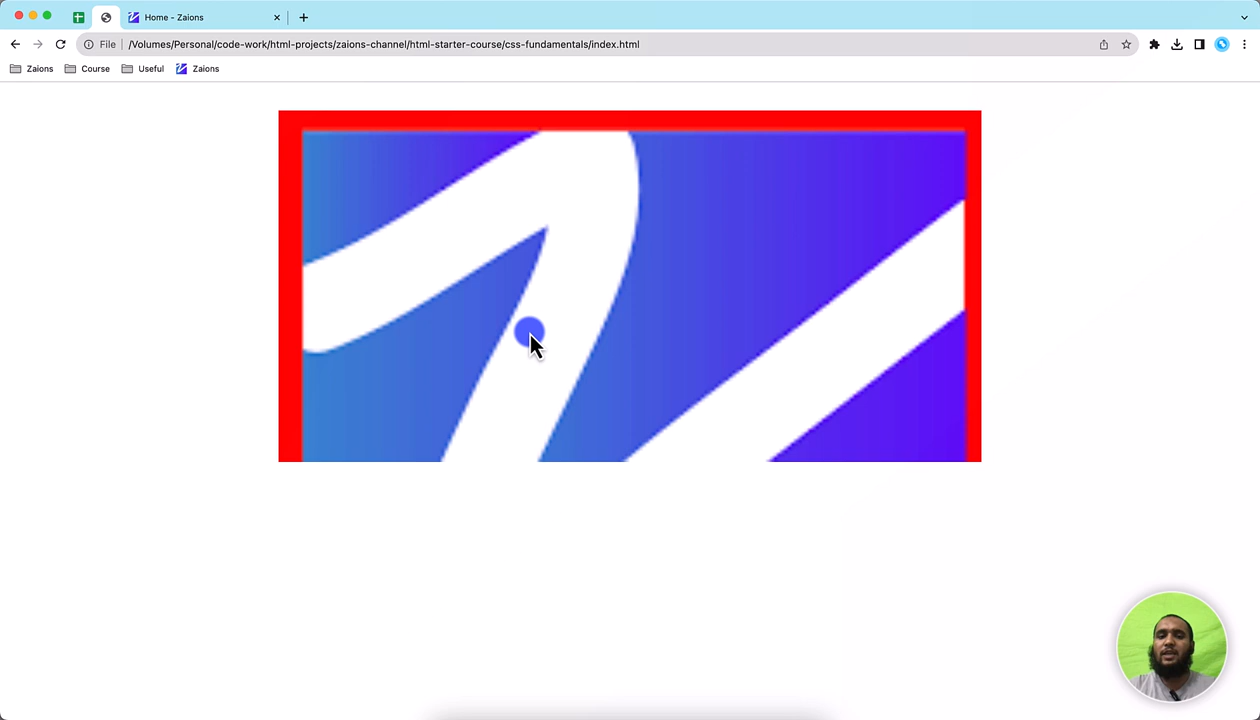 Home - Zaions
File
/Volumes/Personal/code-work/html-projects/zaions-channel/html-starter-course/css-fundamentals/index.html
Zaions Course Useful Zaions